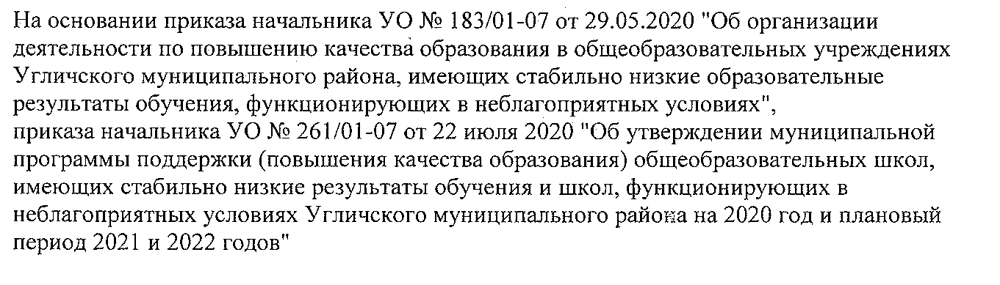 На основании приказа начальника УО № 183/01-07 от 29.05.2020 "Об организации
деятельности по повышению качества образования в общеобразовательных учреждениях
Угличского муниципального района, имеющих стабильно низкие образовательные
результаты обучения, функционирующих в неблагоприятных условиях",
приказа начальника УО № 261/01-07 от 22 июля 2020 "Об утверждении муниципальной
программы поддержки (повышения качества образования) общеобразовательных школ,
имеющих стабильно низкие результаты обучения и школ, функционирующих в
неблагоприятных условиях Угличского муниципального района на 2020 год и плановый
период 2021 и 2022 годов"